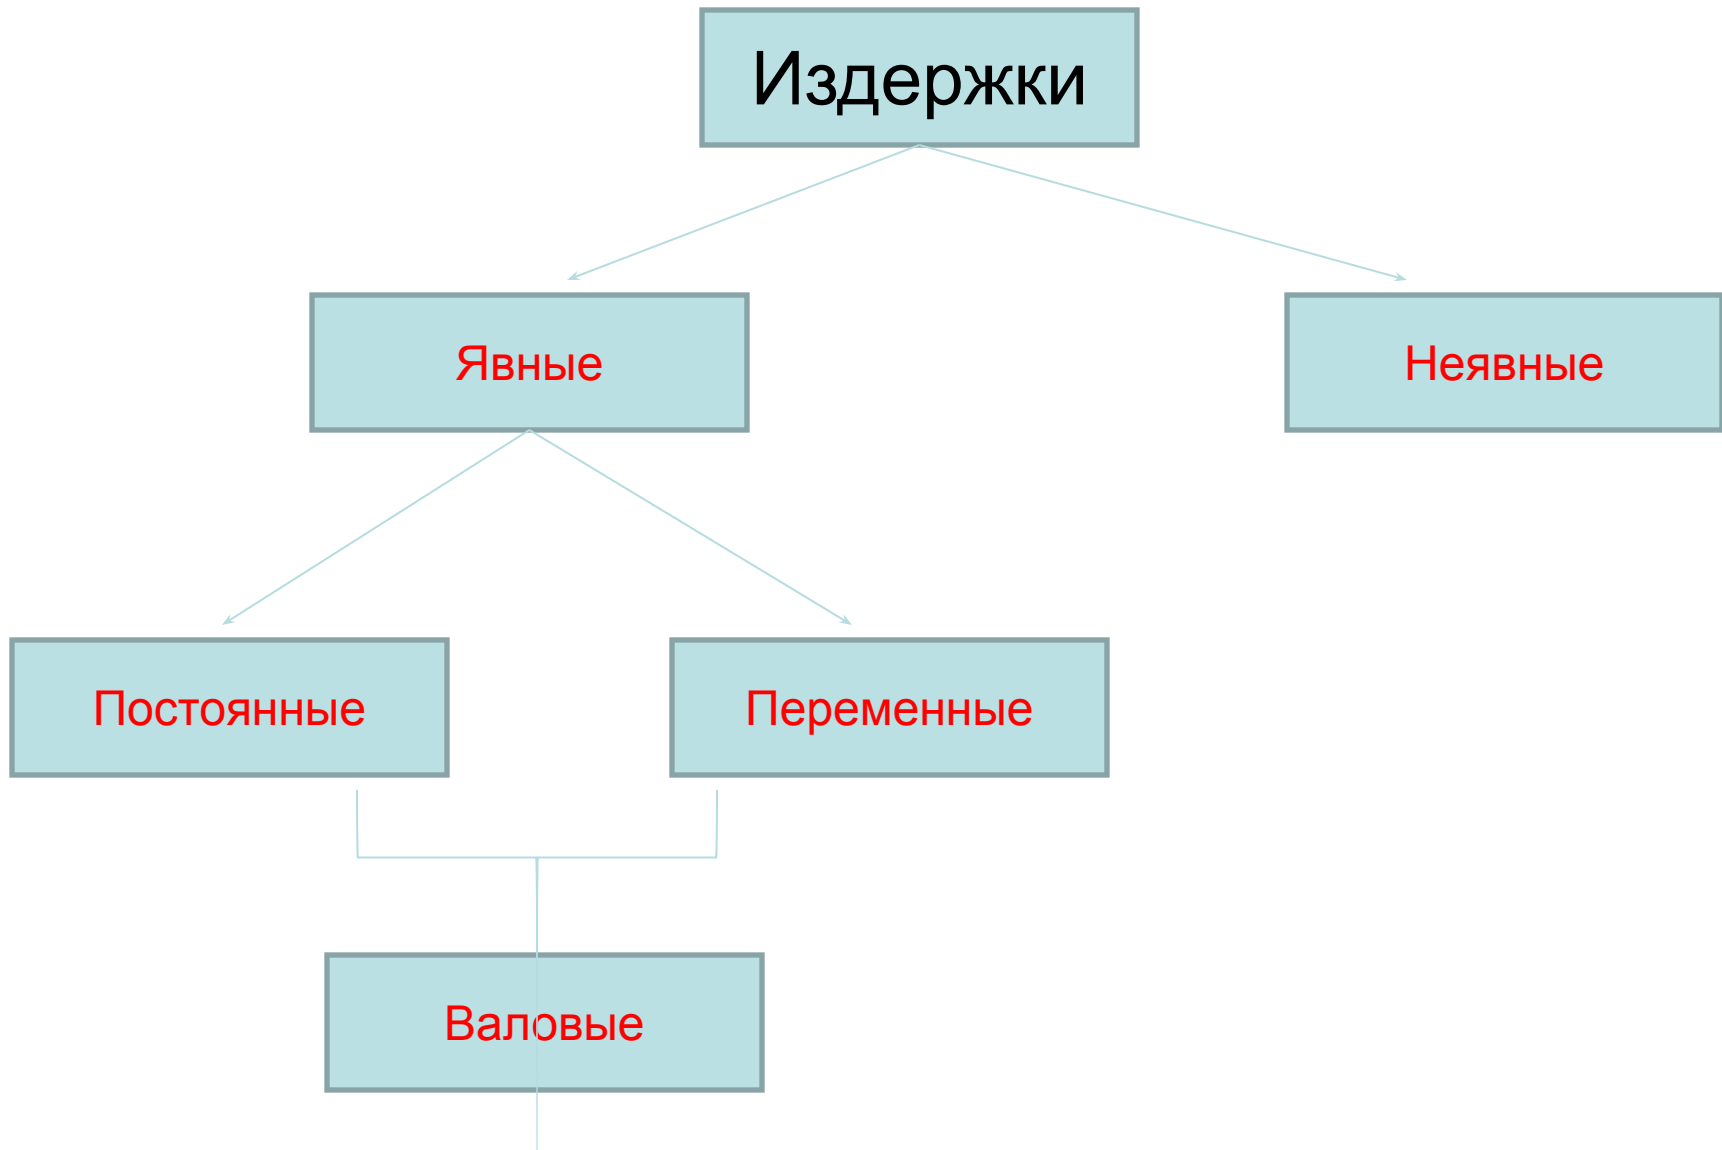 Издержки
Явные
Неявные
Постоянные
Переменные
Валовые